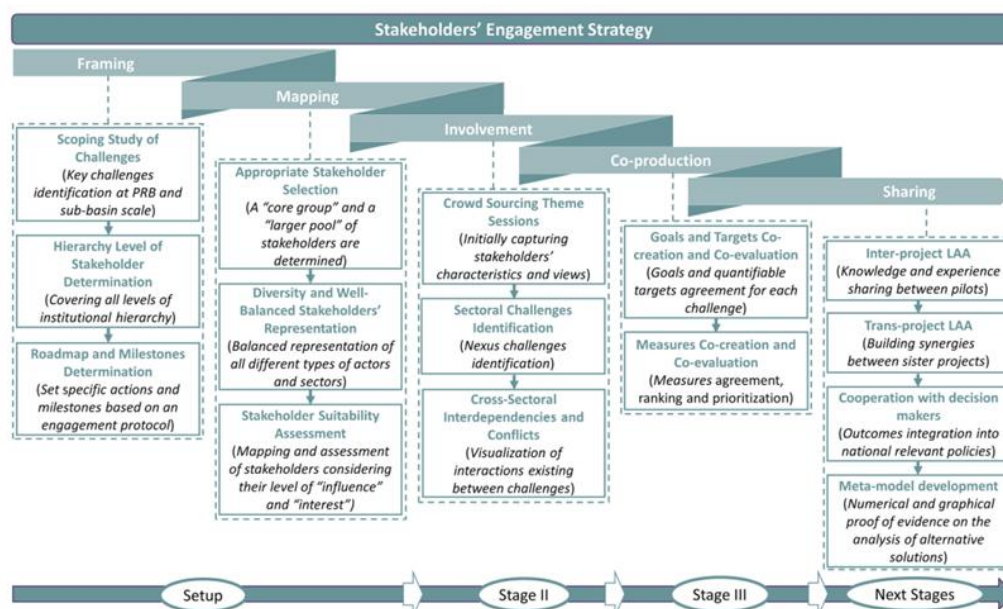 Stakeholders' Engagement Strategy
Framing
Mapping
Involvement
Co-production
Sharing
Scoping Study of
Challenges
(Key challenges
identification at PRB and
sub-basin scale)
Hierarchy Level of
Stakeholder
Determination
(Covering all levels of
institutional hierarchy)
Roadmap and Milestones
Determination
(Set specific actions and
milestones based on an
engagement protocol)
Appropriate Stakeholder
Selection
(A “core group” and a
“larger pool” of
stakeholders are
determined)
Diversity and Well-
Balanced Stakeholders’
Representation
(Balanced representation
of all different types of
actors and sectors)
Stakeholder Suitability
Assessment
(Mapping and assessment
of stakeholders considering
their level of “influence”
and “interest”)
Crowd Sourcing Theme
Sessions
(Initially capturing
stakeholders’
characteristics and views)
Sectoral Challenges
Identification
(Nexus challenges
identification)
Cross-Sectoral
Interdependencies and
Conflicts
(Visualization of
interactions existing
between challenges)
Goals and Targets Co-
creation and Co-evaluation
(Goals and quantifiable
targets agreement for each
challenge)
Measures Co-creation and
Co-evaluation
(Measures agreement,
ranking and prioritization)
Inter-project LAA
(Knowledge and experience
sharing between pilots)
Trans-project LAA
(Building synergies
between sister projects)
Cooperation with decision
makers
(Outcomes integration into
national relevant policies)
Meta-model development
(Numerical and graphical
proof of evidence on the
analysis of alternative
solutions)
Setup
Stage II
Stage III
Next Stages